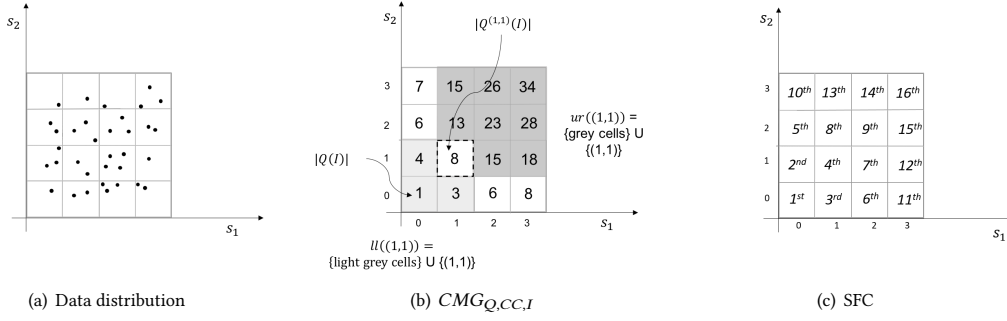 s₂
s₁
(a) Data distribution
s₂
|Q⁽¹,¹⁾(I)|
3 7 15 26 34
2 6 13 23 28
1 4 8 15 18
0 1 3 6 8
0 1 2 3
s₁
|Q(I)|
ur((1,1)) =
{grey cells} U
{(1,1)}
ll((1,1)) =
{light grey cells} U {(1,1)}
(b) CMG_Q,CC,I
s₂
3 10th 13th 14th 16th
2 5th 8th 9th 15th
1 2nd 4th 7th 12th
0 1st 3rd 6th 11th
0 1 2 3
s₁
(c) SFC